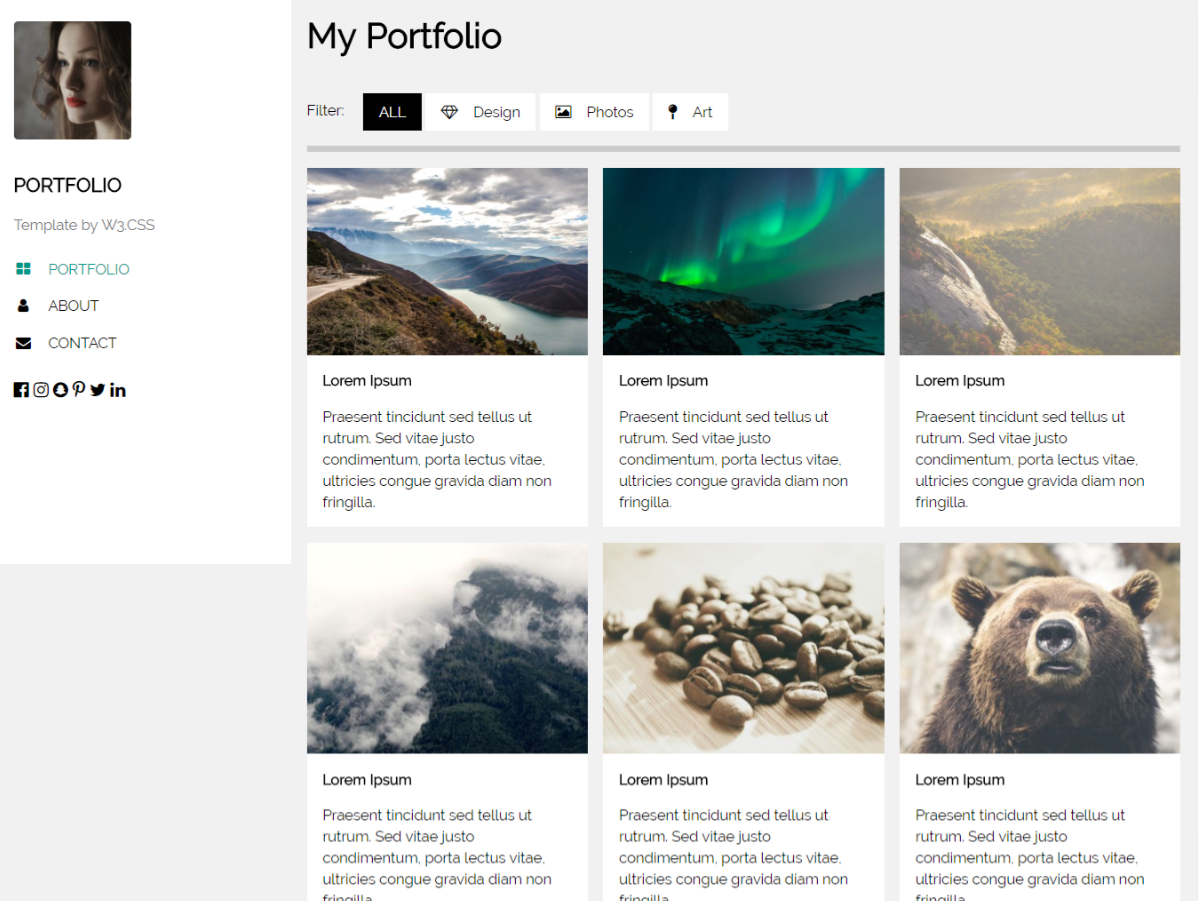 My Portfolio
Filter: ALL Design Photos Art
PORTFOLIO
Template by W3.CSS
PORTFOLIO
ABOUT
CONTACT
Lorem Ipsum
Praesent tincidunt sed tellus ut
rutrum. Sed vitae justo
condimentum, porta lectus vitae,
ultricies congue gravida diam non
fringilla.
Lorem Ipsum
Praesent tincidunt sed tellus ut
rutrum. Sed vitae justo
condimentum, porta lectus vitae,
ultricies congue gravida diam non
fringilla.
Lorem Ipsum
Praesent tincidunt sed tellus ut
rutrum. Sed vitae justo
condimentum, porta lectus vitae,
ultricies congue gravida diam non
fringilla.
Lorem Ipsum
Praesent tincidunt sed tellus ut
rutrum. Sed vitae justo
condimentum, porta lectus vitae,
ultricies congue gravida diam non
fringilla.
Lorem Ipsum
Praesent tincidunt sed tellus ut
rutrum. Sed vitae justo
condimentum, porta lectus vitae,
ultricies congue gravida diam non
fringilla.
Lorem Ipsum
Praesent tincidunt sed tellus ut
rutrum. Sed vitae justo
condimentum, porta lectus vitae,
ultricies congue gravida diam non
fringilla.